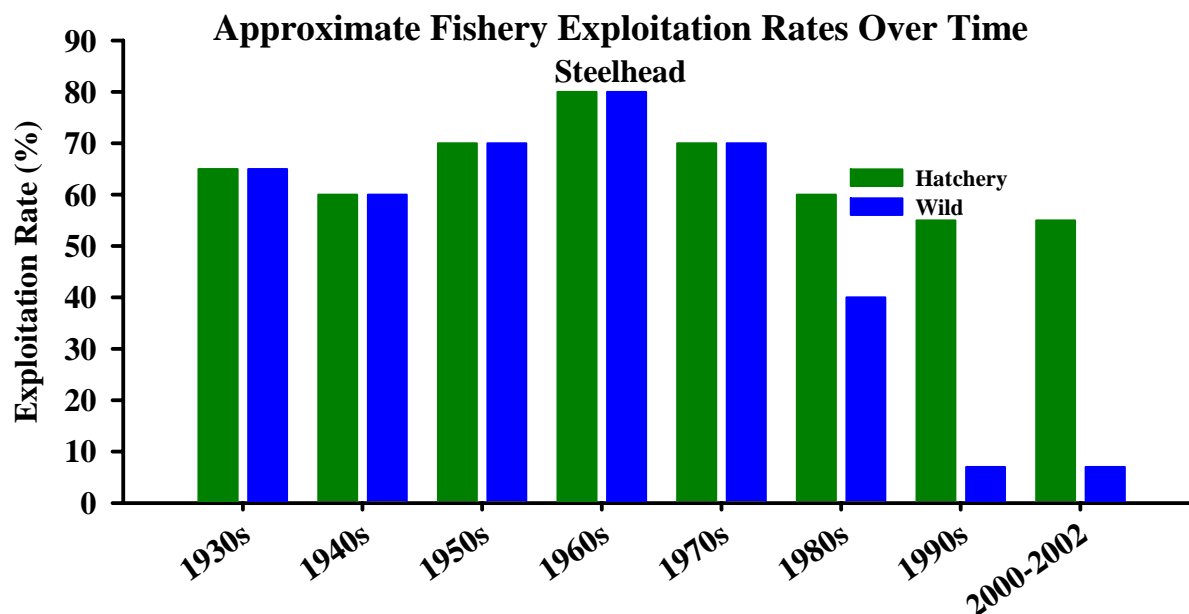 Approximate Fishery Exploitation Rates Over Time
Steelhead
Exploitation Rate (%)
90
80
70
60
50
40
30
20
10
0
Hatchery
Wild
1930s
1940s
1950s
1960s
1970s
1980s
1990s
2000-2002